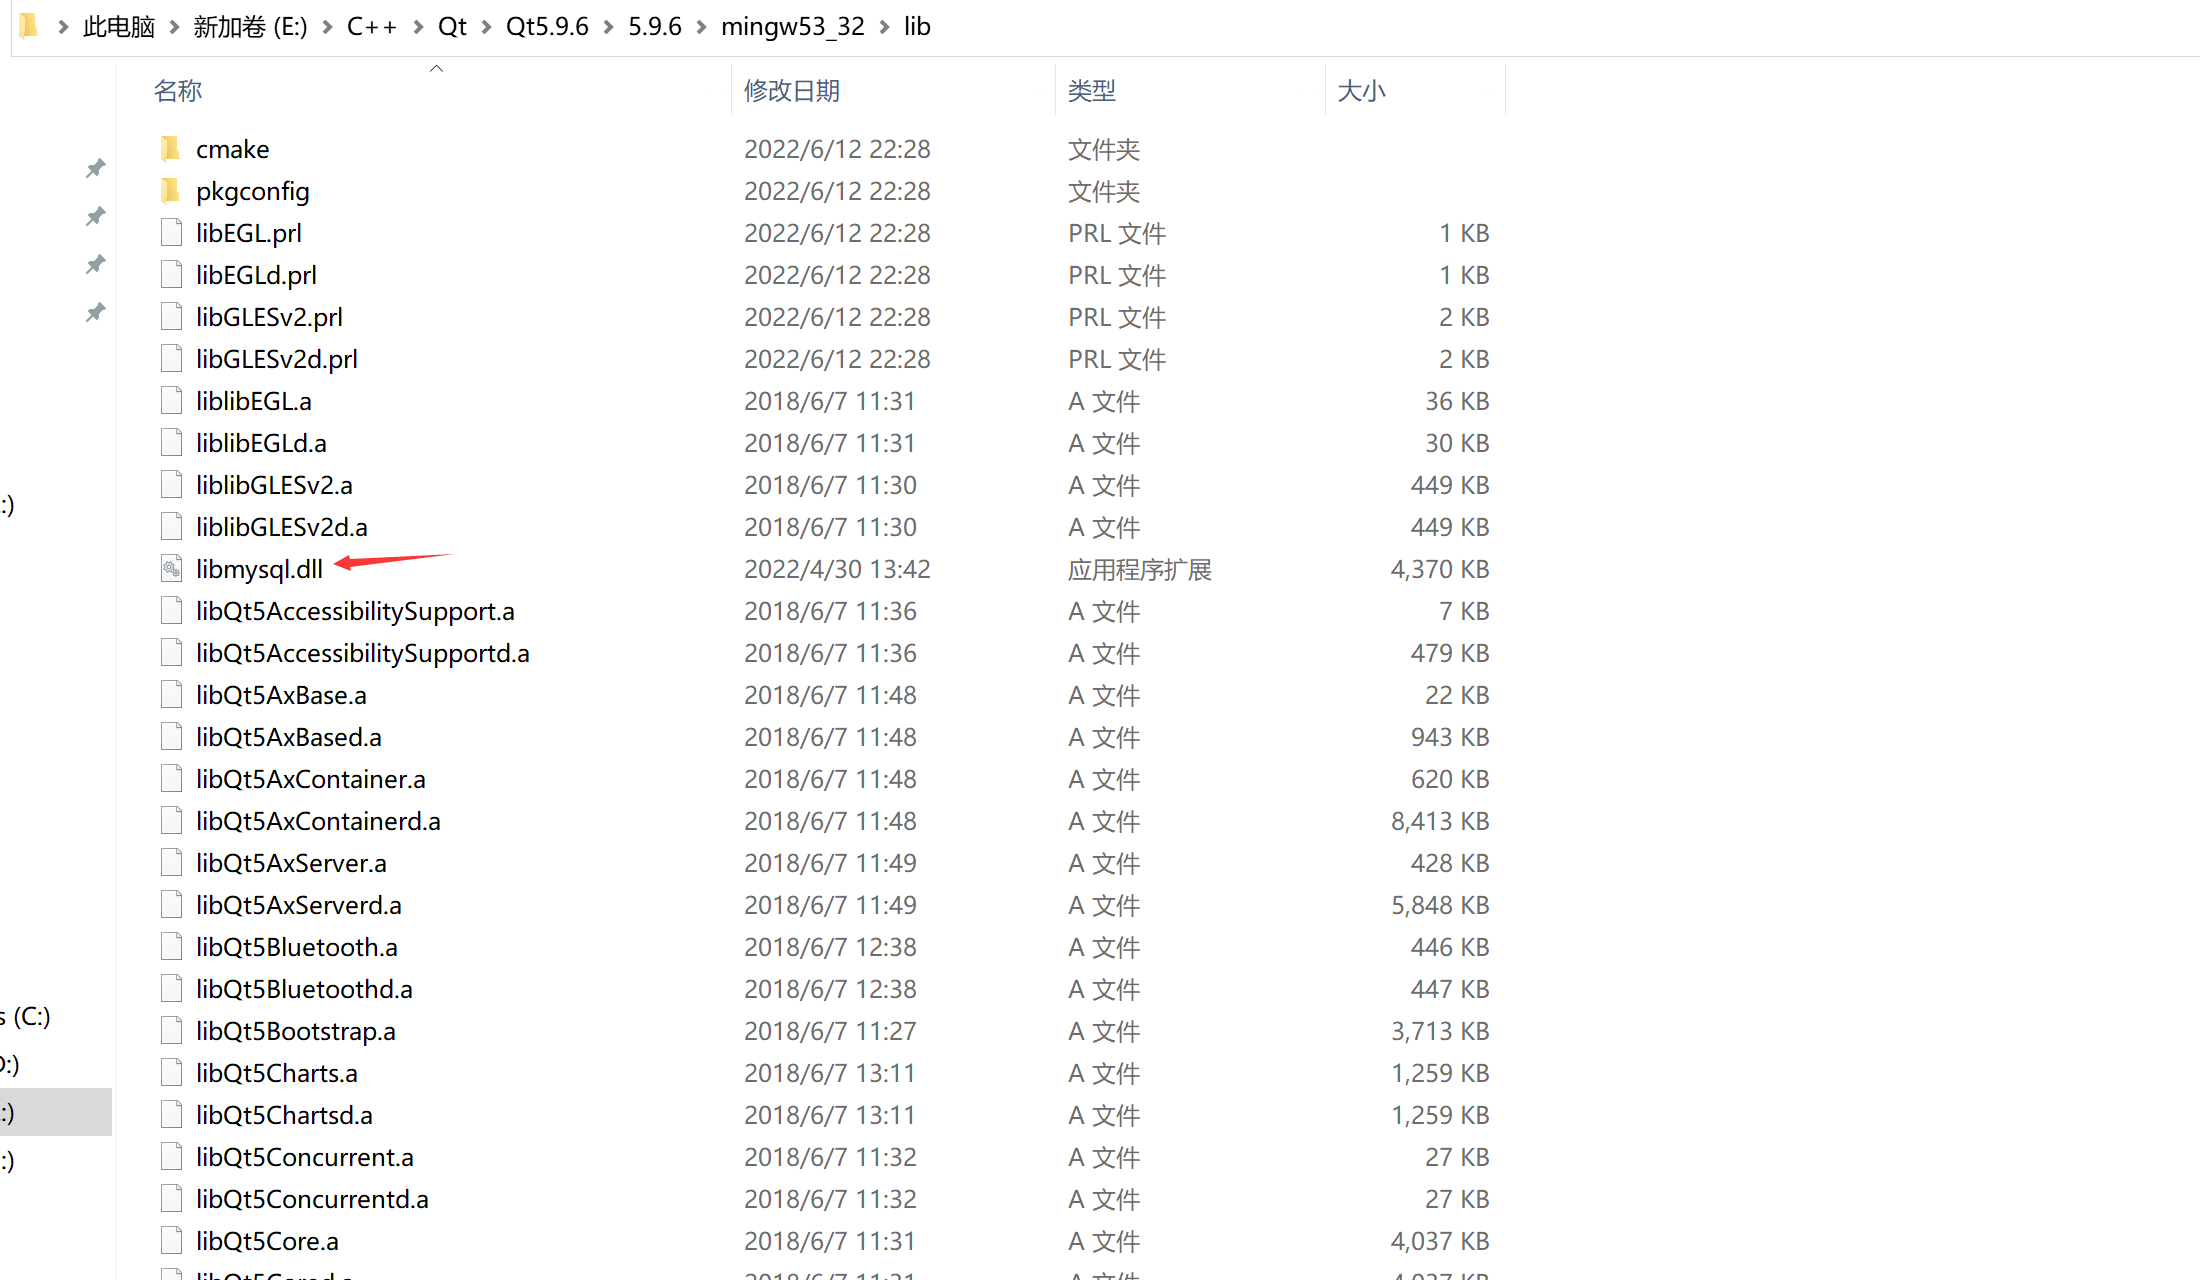 此电脑 新加卷 (E:) C++ Qt Qt5.9.6 5.9.6 mingw53_32 lib
名称 修改日期 类型 大小
cmake 2022/6/12 22:28 文件夹
pkgconfig 2022/6/12 22:28 文件夹
libEGL.prl 2022/6/12 22:28 PRL 文件 1 KB
libEGLd.prl 2022/6/12 22:28 PRL 文件 1 KB
libGLESv2.prl 2022/6/12 22:28 PRL 文件 2 KB
libGLESv2d.prl 2022/6/12 22:28 PRL 文件 2 KB
liblibEGL.a 2018/6/7 11:31 A 文件 36 KB
liblibEGLd.a 2018/6/7 11:31 A 文件 30 KB
liblibGLESv2.a 2018/6/7 11:30 A 文件 449 KB
:)
liblibGLESv2d.a 2018/6/7 11:30 A 文件 449 KB
libmysql.dll 2022/4/30 13:42 应用程序扩展 4,370 KB
libQt5AccessibilitySupport.a 2018/6/7 11:36 A 文件 7 KB
libQt5AccessibilitySupportd.a 2018/6/7 11:36 A 文件 479 KB
libQt5AxBase.a 2018/6/7 11:48 A 文件 22 KB
libQt5AxBased.a 2018/6/7 11:48 A 文件 943 KB
libQt5AxContainer.a 2018/6/7 11:48 A 文件 620 KB
libQt5AxContainerd.a 2018/6/7 11:48 A 文件 8,413 KB
libQt5AxServer.a 2018/6/7 11:49 A 文件 428 KB
libQt5AxServerd.a 2018/6/7 11:49 A 文件 5,848 KB
libQt5Bluetooth.a 2018/6/7 12:38 A 文件 446 KB
libQt5Bluetoothd.a 2018/6/7 12:38 A 文件 447 KB
s (C:)
libQt5Bootstrap.a 2018/6/7 11:27 A 文件 3,713 KB
:)
libQt5Charts.a 2018/6/7 13:11 A 文件 1,259 KB
:)
libQt5Chartsd.a 2018/6/7 13:11 A 文件 1,259 KB
:)
libQt5Concurrent.a 2018/6/7 11:32 A 文件 27 KB
libQt5Concurrentd.a 2018/6/7 11:32 A 文件 27 KB
libQt5Core.a 2018/6/7 11:31 A 文件 4,037 KB